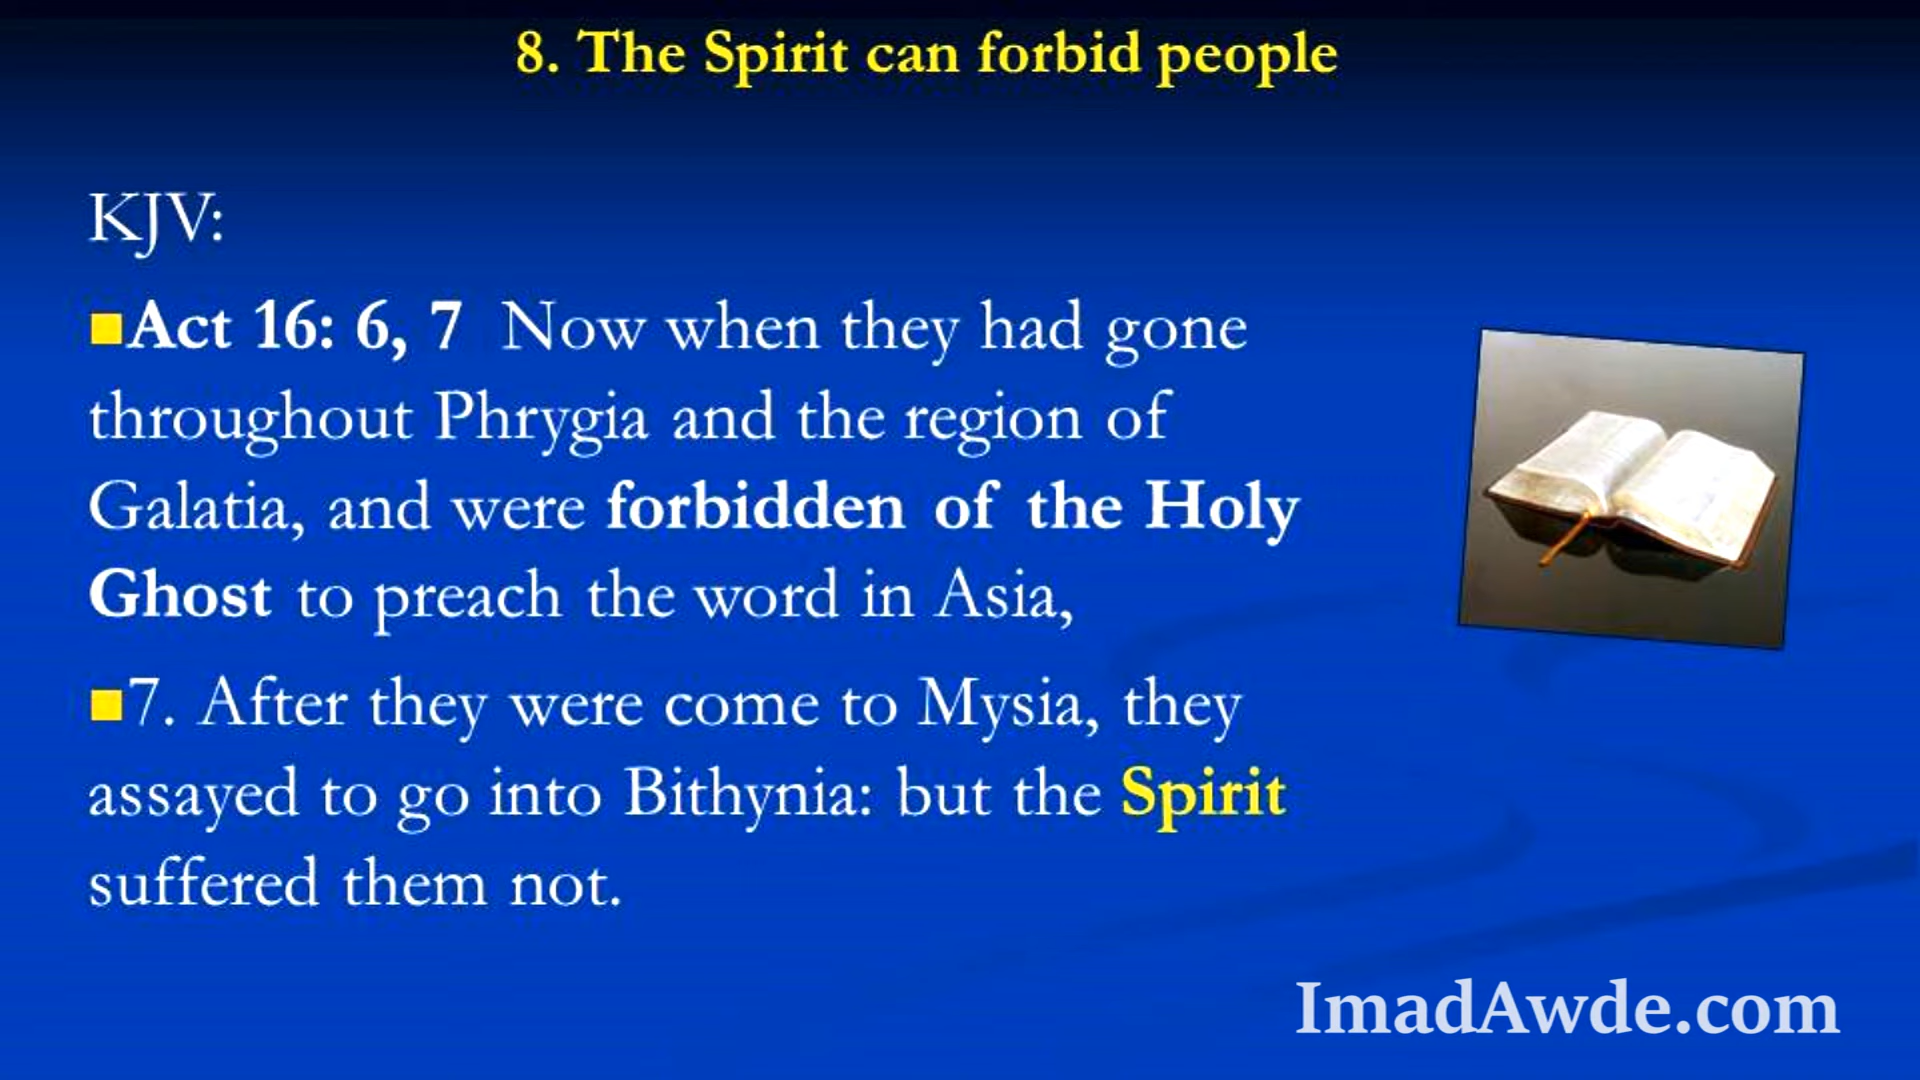 8. The Spirit can forbid people
KJV:
Act 16: 6, 7 Now when they had gone
throughout Phrygia and the region of
Galatia, and were forbidden of the Holy
Ghost to preach the word in Asia,
7. After they were come to Mysia, they
assayed to go into Bithynia: but the Spirit
suffered them not.
ImadAwde.com